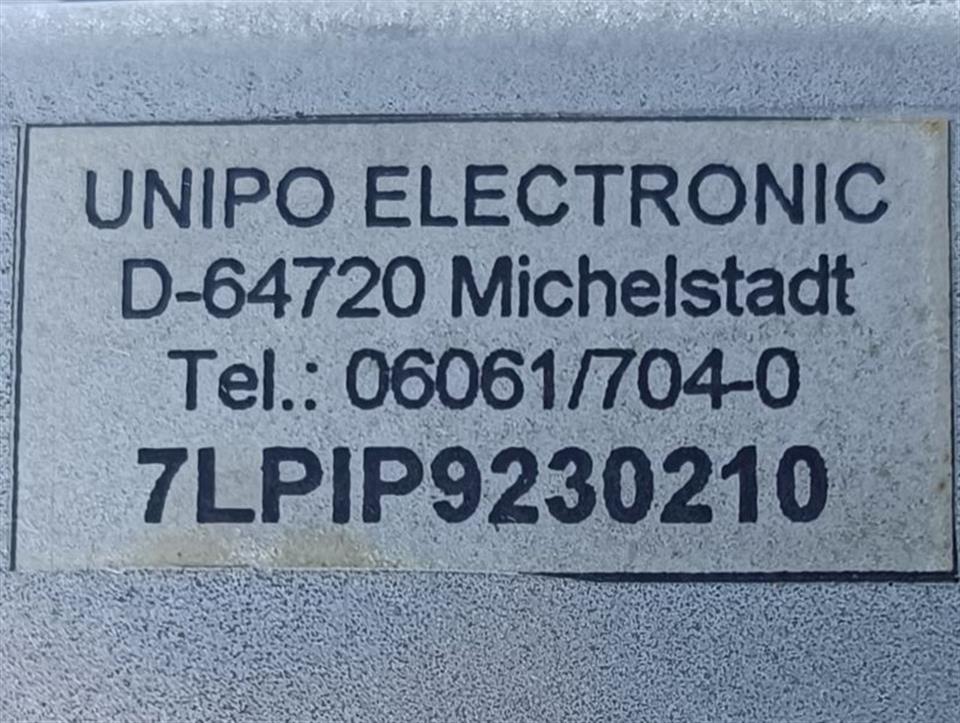 UNIPO ELECTRONIC
D-64720 Michelstadt
Tel.: 06061/704-0
7LPIP9230210